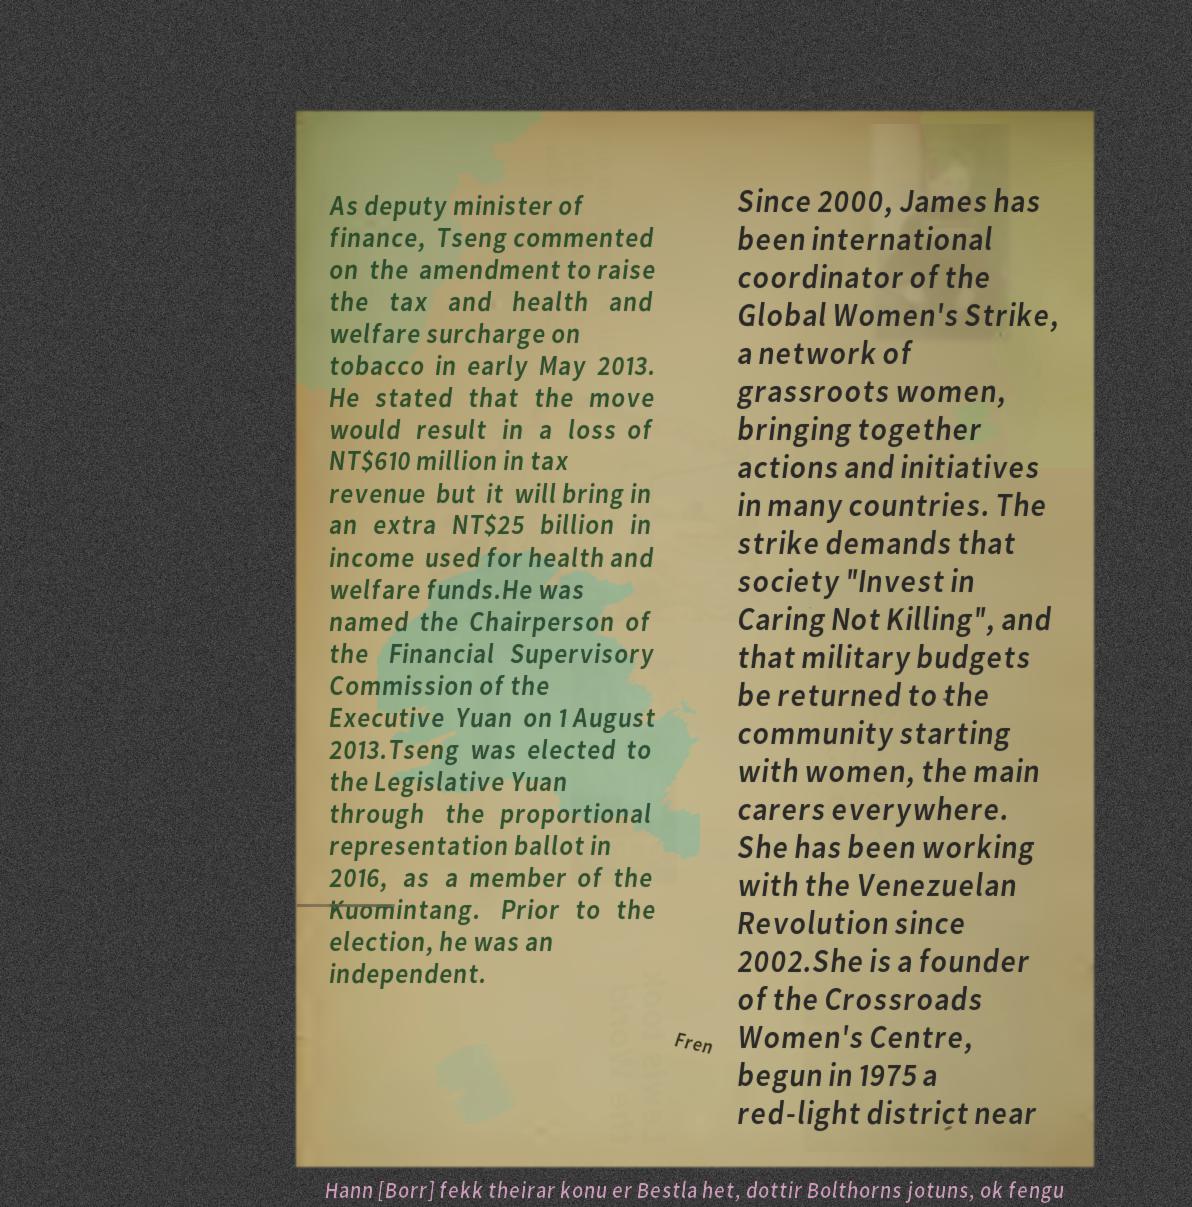 As deputy minister of
finance, Tseng commented
on the amendment to raise
the tax and health and
welfare surcharge on
tobacco in early May 2013.
He stated that the move
would result in a loss of
NT$610 million in tax
revenue but it will bring in
an extra NT$25 billion in
income used for health and
welfare funds.He was
named the Chairperson of
the Financial Supervisory
Commission of the
Executive Yuan on 1 August
2013.Tseng was elected to
the Legislative Yuan
through the proportional
representation ballot in
2016, as a member of the
Kuomintang. Prior to the
election, he was an
independent.
Since 2000, James has
been international
coordinator of the
Global Women's Strike,
a network of
grassroots women,
bringing together
actions and initiatives
in many countries. The
strike demands that
society "Invest in
Caring Not Killing", and
that military budgets
be returned to the
community starting
with women, the main
carers everywhere.
She has been working
with the Venezuelan
Revolution since
2002.She is a founder
of the Crossroads
Women's Centre,
begun in 1975 a
red-light district near
Fren
Hann [Borr] fekk theirar konu er Bestla het, dottir Bolthorns jotuns, ok fengu